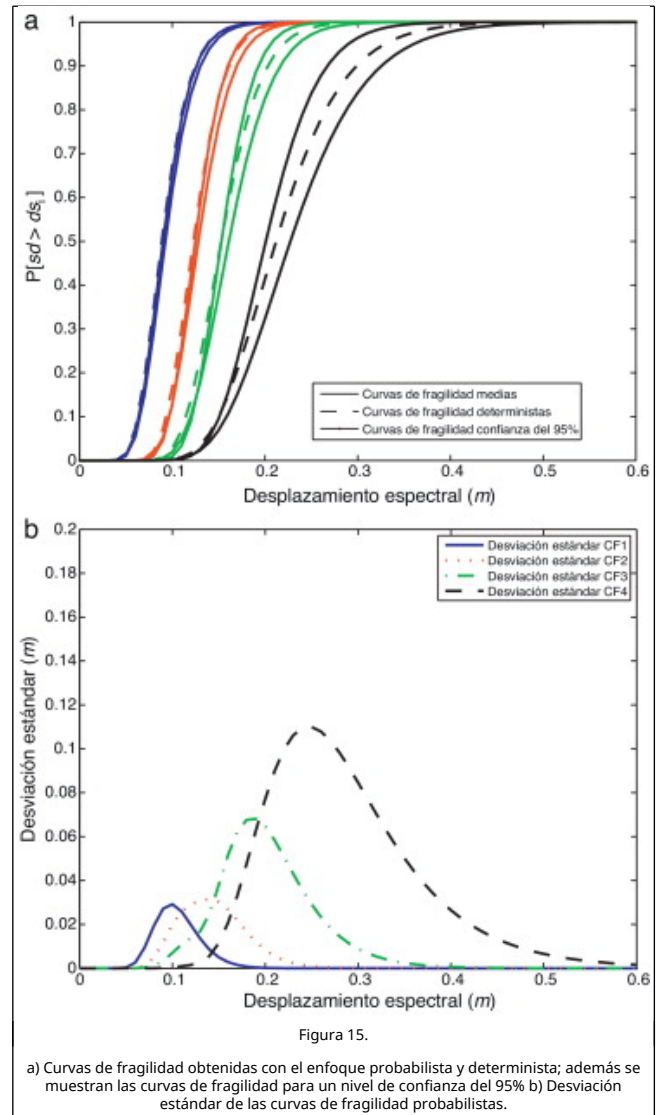 a
1
0.9
0.8
0.7
0.6
0.5
0.4
0.3
0.2
0.1
0
P[sd > dsᵢ]
Curvas de fragilidad medias
Curvas de fragilidad deterministas
Curvas de fragilidad confianza del 95%
0 0.1 0.2 0.3 0.4 0.5 0.6
Desplazamiento espectral (m)
b
0.2
0.18
0.16
0.14
0.12
0.1
0.08
0.06
0.04
0.02
0
Desviación estándar (m)
Desviación estándar CF1
Desviación estándar CF2
Desviación estándar CF3
Desviación estándar CF4
0 0.1 0.2 0.3 0.4 0.5 0.6
Desplazamiento espectral (m)
Figura 15.
a) Curvas de fragilidad obtenidas con el enfoque probabilista y determinista; además se
muestran las curvas de fragilidad para un nivel de confianza del 95% b) Desviación
estándar de las curvas de fragilidad probabilistas.